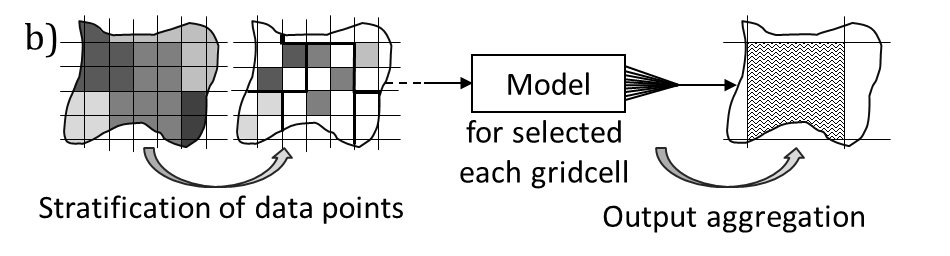 b)
Model
for selected
each gridcell
Stratification of data points
Output aggregation